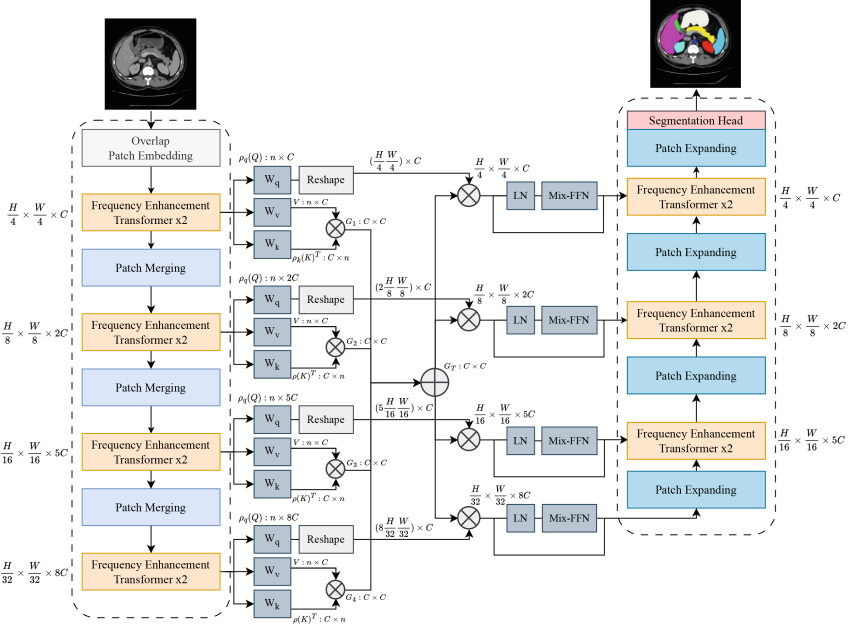 Overlap
Patch Embedding
Frequency Enhancement
Transformer x2
Patch Merging
Frequency Enhancement
Transformer x2
Patch Merging
Frequency Enhancement
Transformer x2
Patch Merging
Frequency Enhancement
Transformer x2
H/4 × W/4 × C
H/8 × W/8 × 2C
H/16 × W/16 × 5C
H/32 × W/32 × 8C
ρq(Q) : n × C
Wq
Reshape
(H/4 W/4) × C
Wv
V : n × C
G1 : C × C
Wk
ρk(K)^T : C × n
ρq(Q) : n × 2C
Wq
Reshape
(2 H/8 W/8) × C
Wv
V : n × C
G2 : C × C
Wk
ρ(K)^T : C × n
ρq(Q) : n × 5C
Wq
Reshape
(5 H/16 W/16) × C
Wv
V : n × C
G3 : C × C
Wk
ρ(K)^T : C × n
ρq(Q) : n × 8C
Wq
Reshape
(8 H/32 W/32) × C
Wv
V : n × C
G4 : C × C
Wk
ρ(K)^T : C × n
GT : C × C
H/4 × W/4 × C
LN
Mix-FFN
H/8 × W/8 × 2C
LN
Mix-FFN
H/16 × W/16 × 5C
LN
Mix-FFN
H/32 × W/32 × 8C
LN
Mix-FFN
Segmentation Head
Patch Expanding
Frequency Enhancement
Transformer x2
Patch Expanding
Frequency Enhancement
Transformer x2
Patch Expanding
Frequency Enhancement
Transformer x2
Patch Expanding
H/4 × W/4 × C
H/8 × W/8 × 2C
H/16 × W/16 × 5C